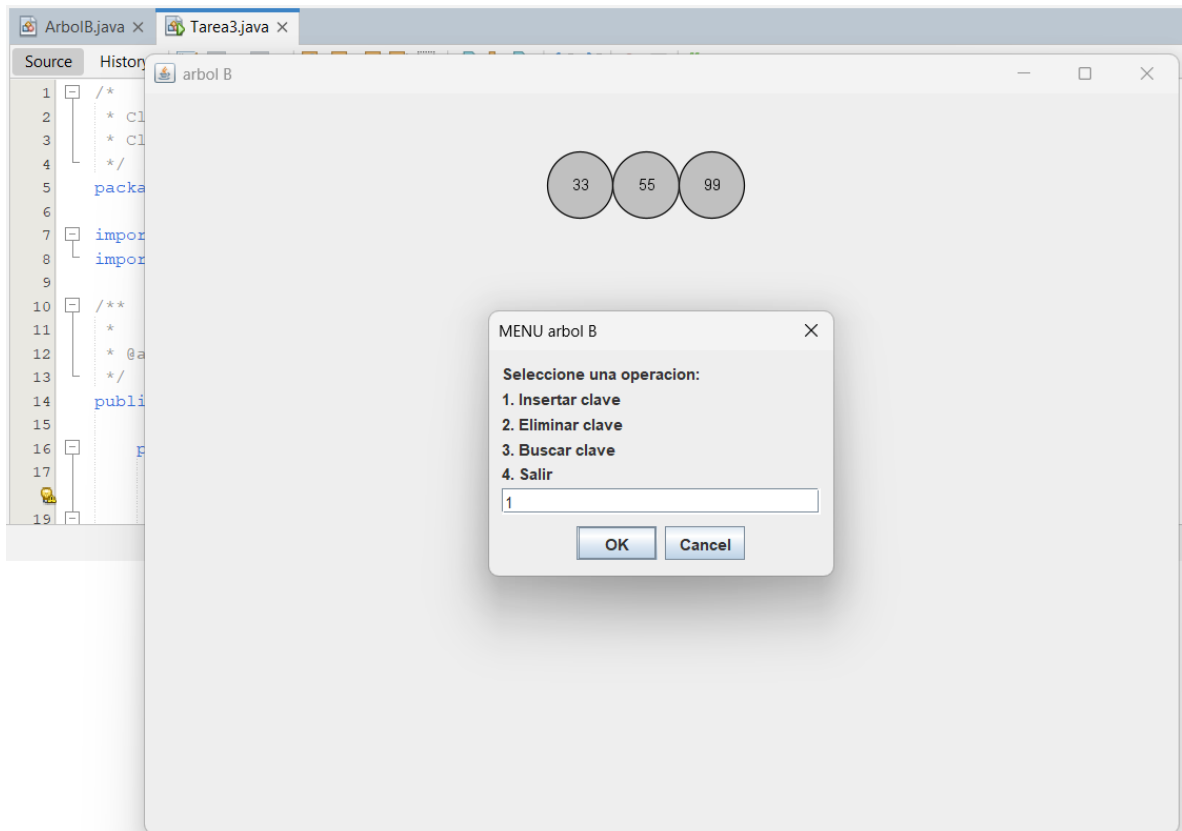 ArbolB.java Tarea3.java
Source History
arbol B
1 /*
2 * Cl
3 * Cl
4 */
5 packa
6
7 impor
8 impor
9
10 /**
11 *
12 * @a
13 */
14 publi
15
16 p
17
19
33 55 99
MENU arbol B
Seleccione una operacion:
1. Insertar clave
2. Eliminar clave
3. Buscar clave
4. Salir
1
OK Cancel